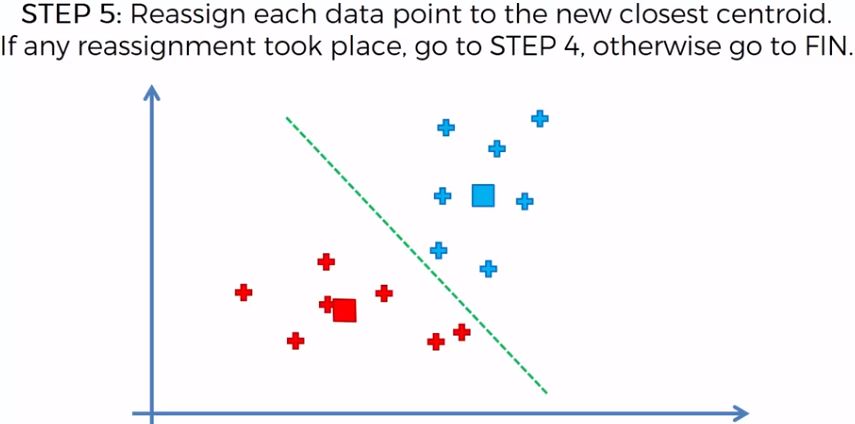 STEP 5: Reassign each data point to the new closest centroid.
If any reassignment took place, go to STEP 4, otherwise go to FIN.